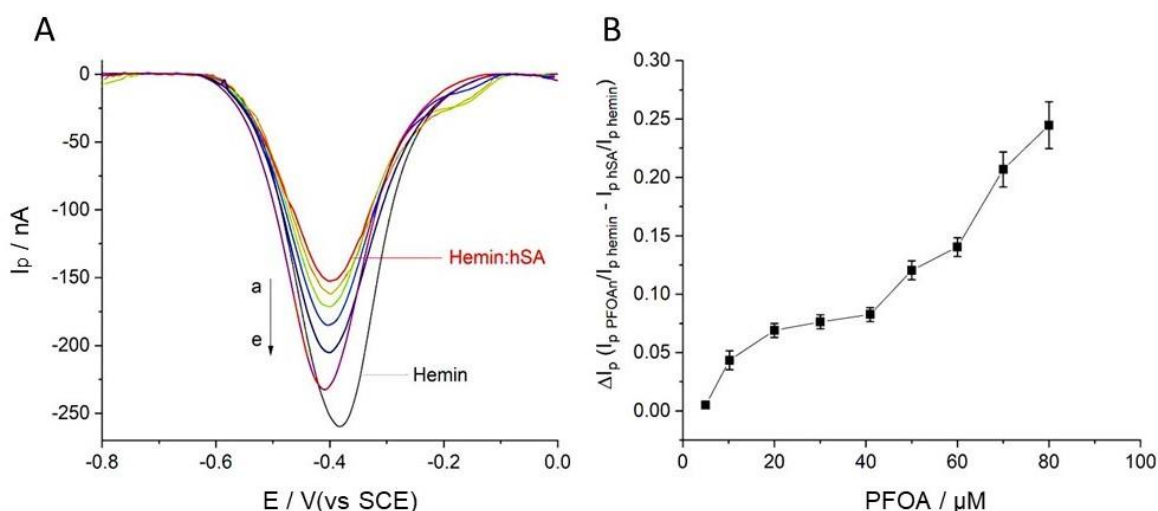 A
0
-50
-100
-150
-200
-250
-0.8
-0.6
-0.4
-0.2
0.0
Ip / nA
E / V(vs SCE)
Hemin:hSA
a
e
Hemin
B
0.30
0.25
0.20
0.15
0.10
0.05
0.00
0
20
40
60
80
100
ΔIp (Ip PFOAn/Ip hemin - Ip hSA/Ip hemin)
PFOA / µM